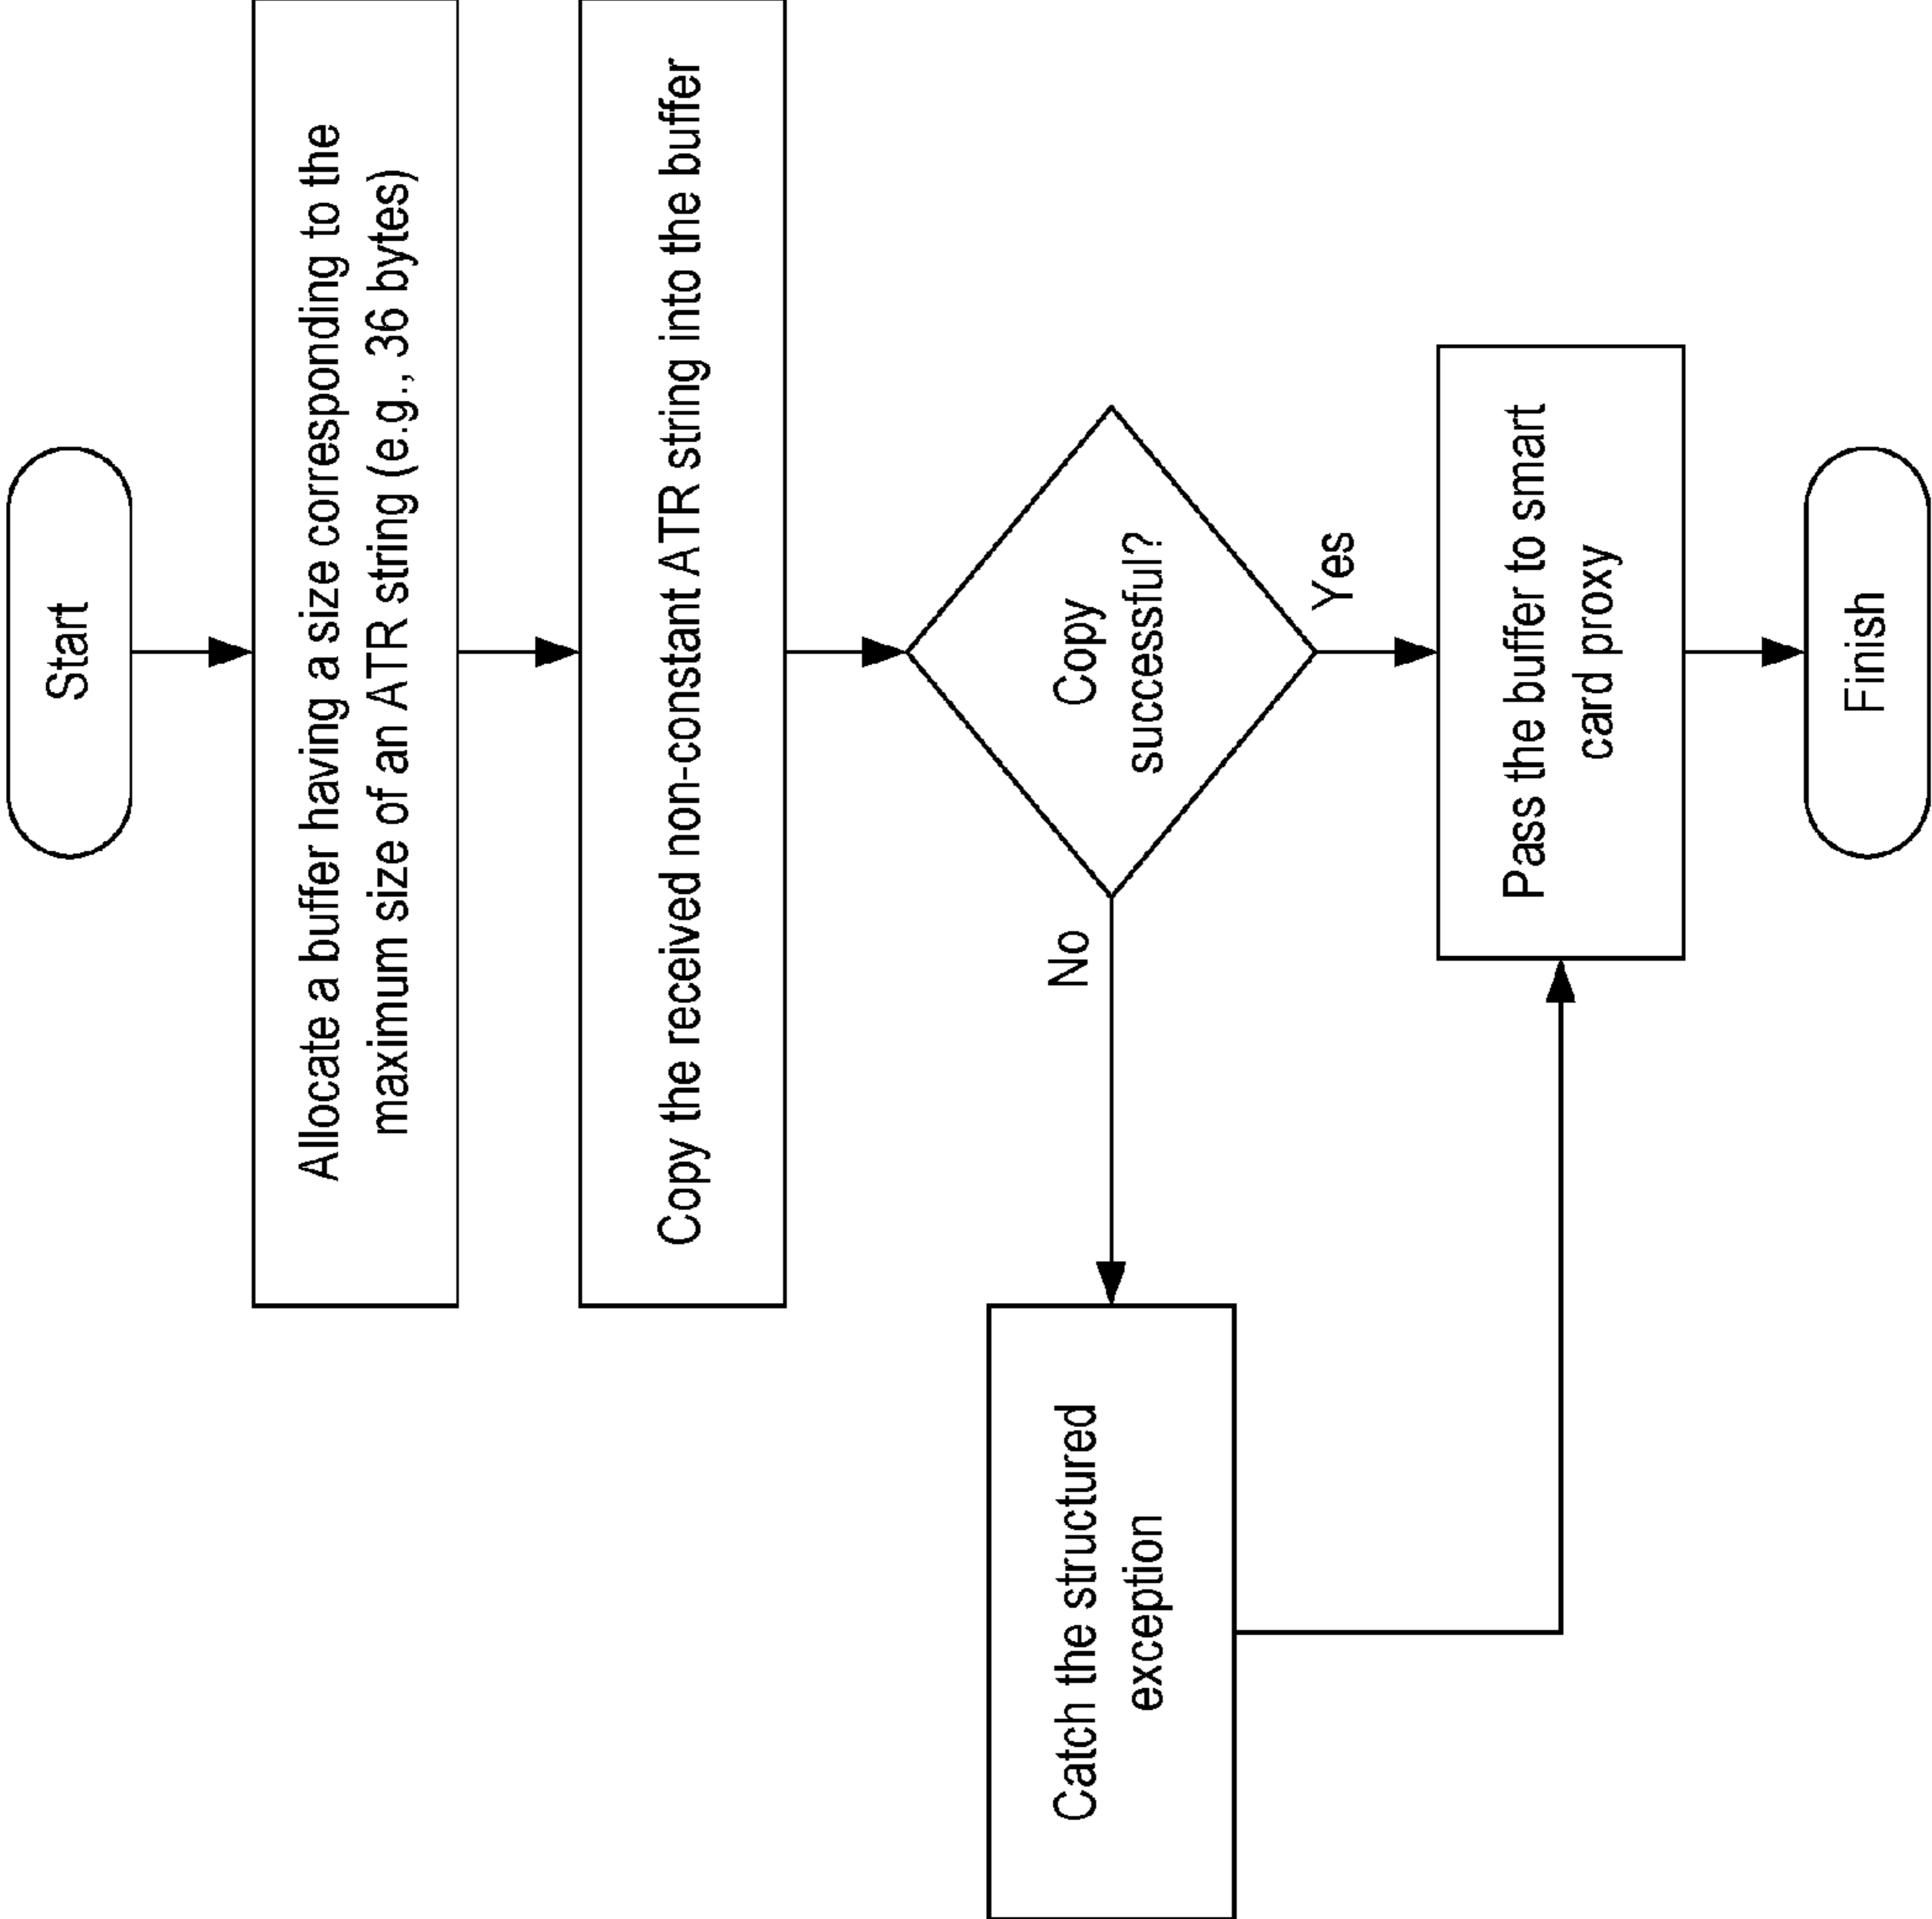 Start
Allocate a buffer having a size corresponding to the
maximum size of an ATR string (e.g., 36 bytes)
Copy the received non-constant ATR string into the buffer
Copy
successful?
No
Yes
Catch the structured
exception
Pass the buffer to smart
card proxy
Finish